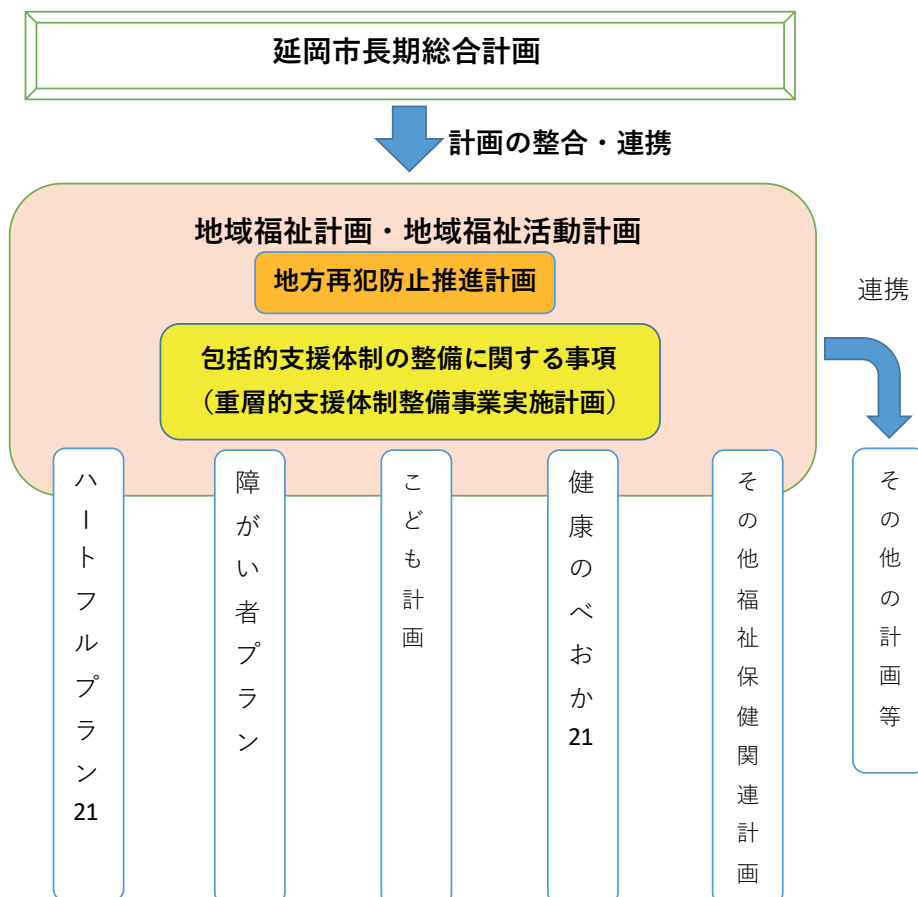 延岡市長期総合計画
計画の整合・連携
地域福祉計画・地域福祉活動計画
地方再犯防止推進計画
包括的支援体制の整備に関する事項
（重層的支援体制整備事業実施計画）
連携
ハートフルプラン21
障がい者プラン
こども計画
健康のべおか21
その他福祉保健関連計画
その他の計画等